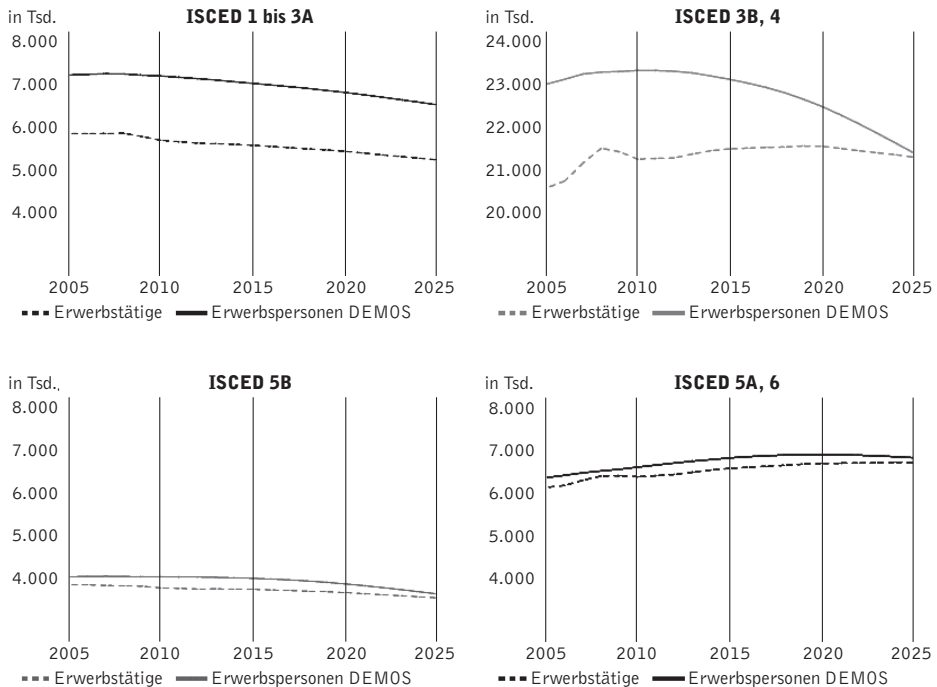 in Tsd. ISCED 1 bis 3A
8.000
7.000
6.000
5.000
4.000
2005 2010 2015 2020 2025
Erwerbstätige Erwerbspersonen DEMOS
in Tsd. ISCED 3B, 4
24.000
23.000
22.000
21.000
20.000
2005 2010 2015 2020 2025
Erwerbstätige Erwerbspersonen DEMOS
in Tsd. ISCED 5B
8.000
7.000
6.000
5.000
4.000
2005 2010 2015 2020 2025
Erwerbstätige Erwerbspersonen DEMOS
in Tsd. ISCED 5A, 6
8.000
7.000
6.000
5.000
4.000
2005 2010 2015 2020 2025
Erwerbstätige Erwerbspersonen DEMOS